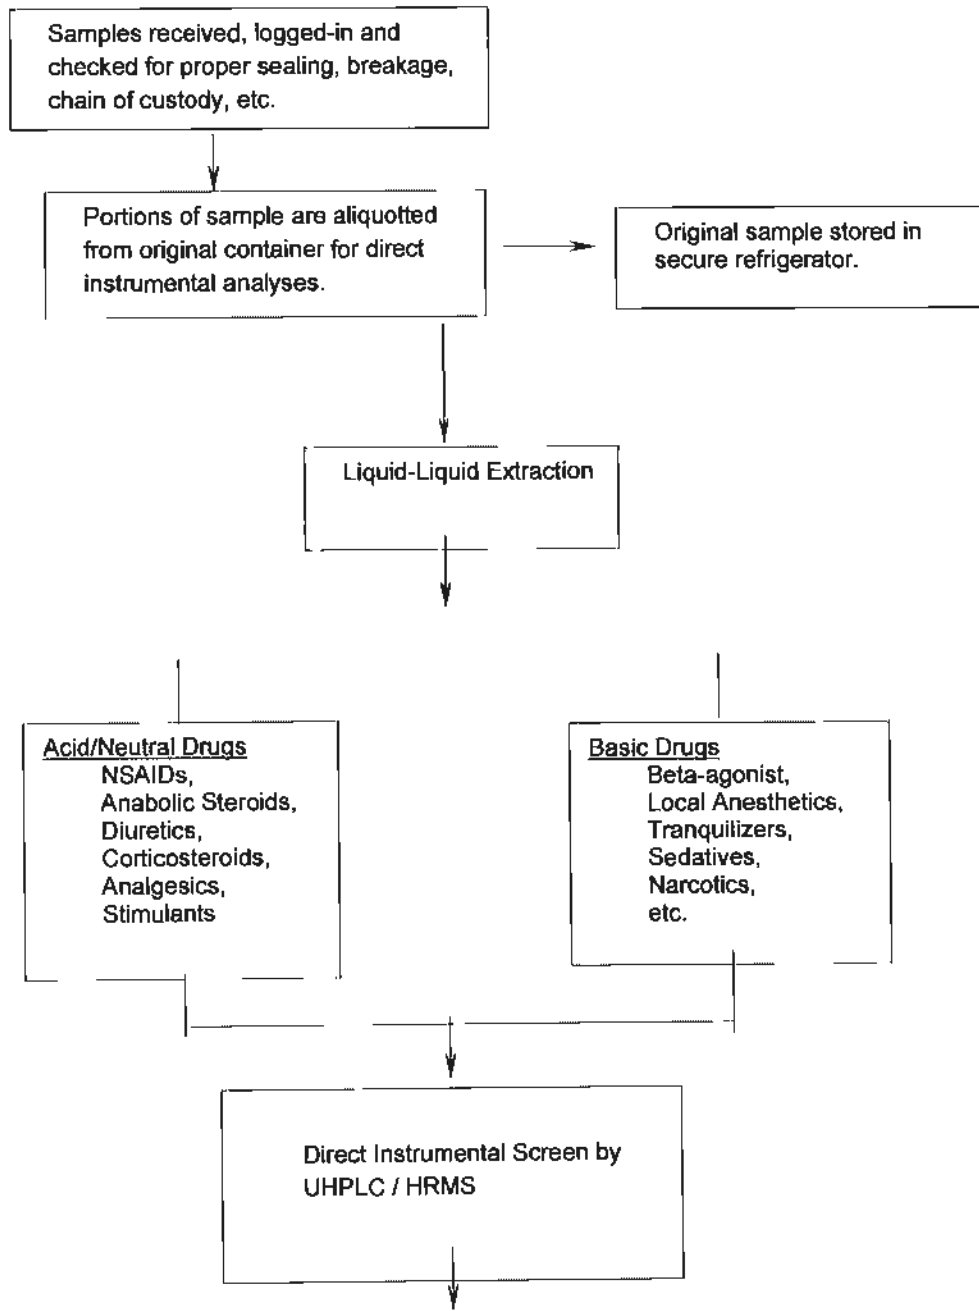 Samples received, logged-in and
checked for proper sealing, breakage,
chain of custody, etc.
Portions of sample are aliquotted
from original container for direct
instrumental analyses.
Original sample stored in
secure refrigerator.
Liquid-Liquid Extraction
Acid/Neutral Drugs
NSAIDs,
Anabolic Steroids,
Diuretics,
Corticosteroids,
Analgesics,
Stimulants
Basic Drugs
Beta-agonist,
Local Anesthetics,
Tranquilizers,
Sedatives,
Narcotics,
etc.
Direct Instrumental Screen by
UHPLC / HRMS